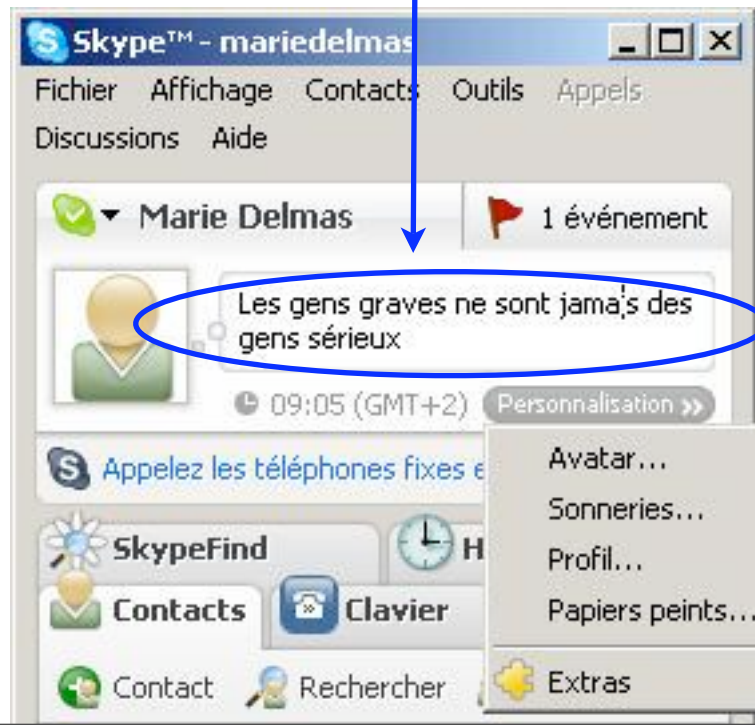 Skype™ - mariedelmas
Fichier Affichage Contacts Outils Appels
Discussions Aide
Marie Delmas
1 événement
Les gens graves ne sont jamais des
gens sérieux
09:05 (GMT+2)
Personnalisation
Appelez les téléphones fixes
Avatar...
Sonneries...
Profil...
Papiers peints...
Extras
SkypeFind
H
Contacts
Clavier
Contact
Rechercher